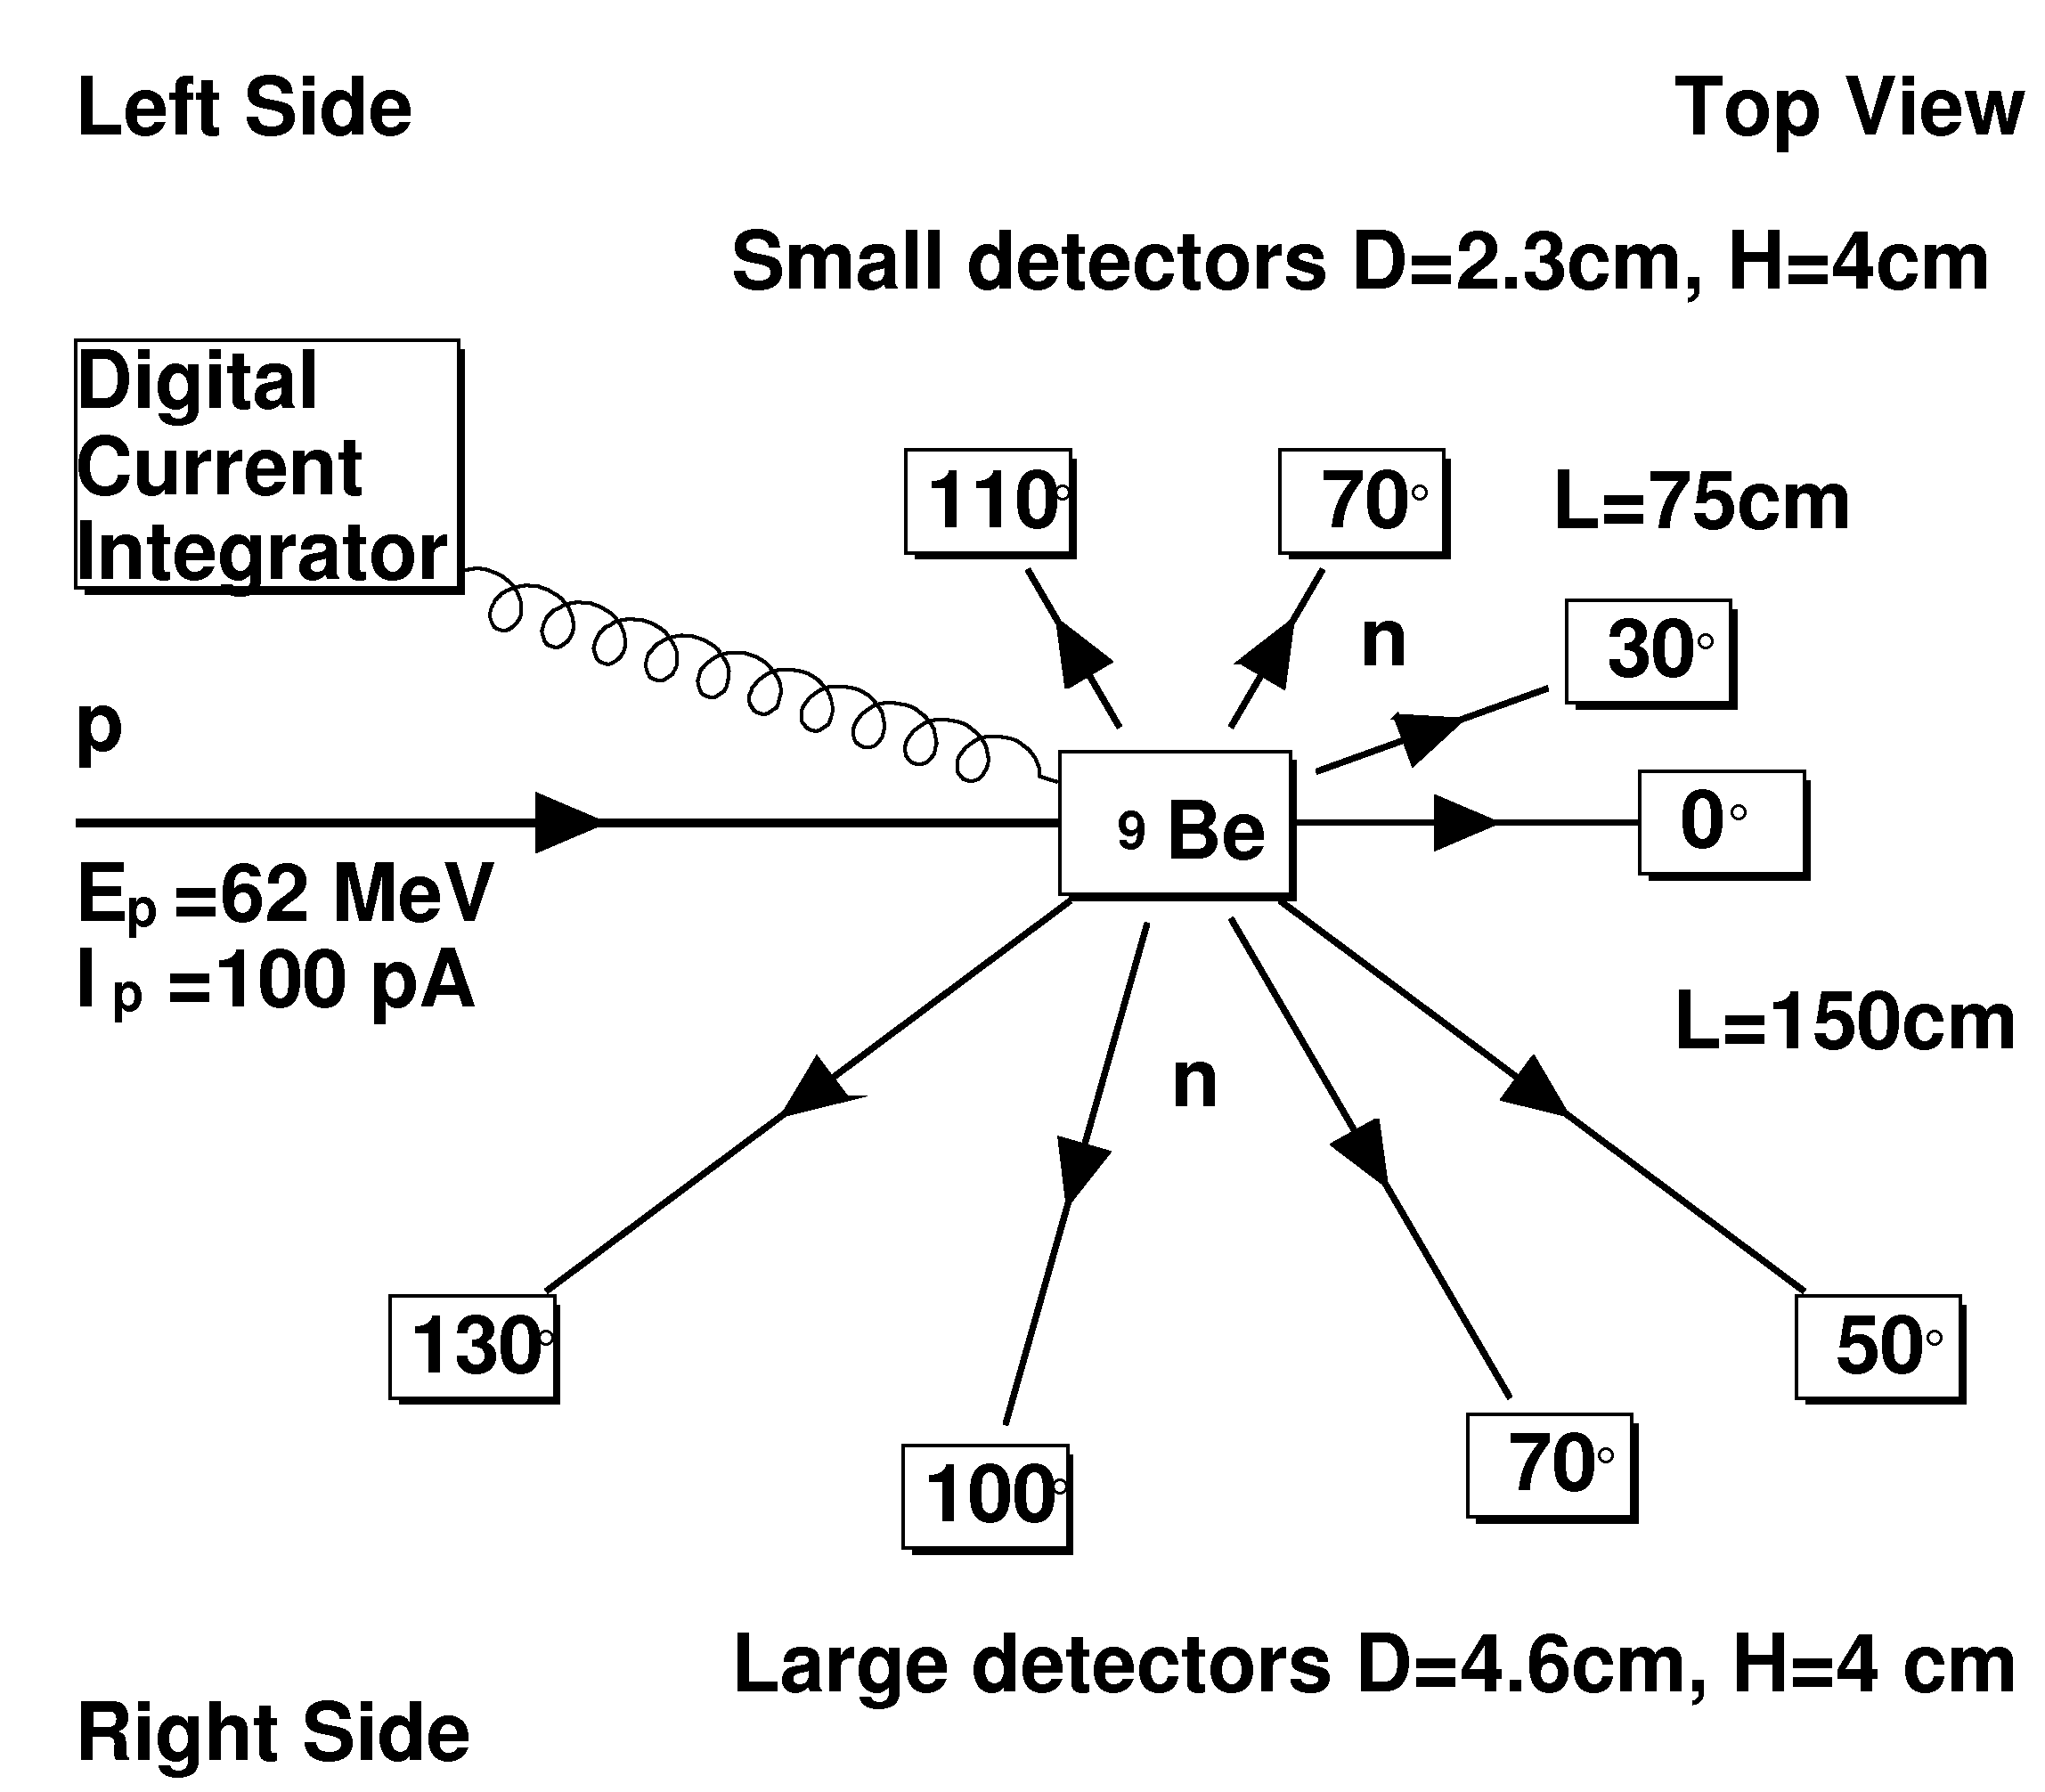 Left Side
Top View
Small detectors D=2.3cm, H=4cm
Digital
Current
Integrator
110°
70°
L=75cm
30°
n
p
9 Be
0°
Ep =62 MeV
Ip =100 pA
L=150cm
n
130°
50°
100°
70°
Large detectors D=4.6cm, H=4 cm
Right Side